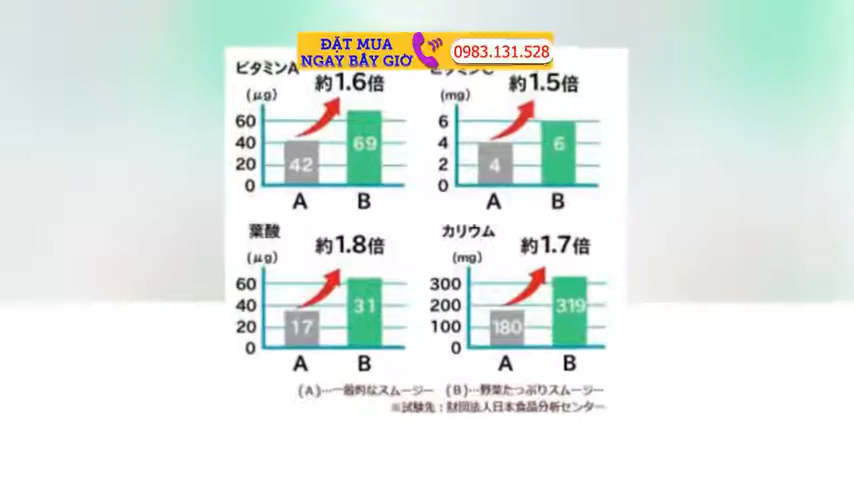 ĐẶT MUA
NGAY BÂY GIỜ
0983.131.528
ビタミンA
約1.6倍
(μg)
60
40
20
0
42
69
A
B
約1.5倍
(mg)
6
4
2
0
4
6
A
B
葉酸
約1.8倍
(μg)
60
40
20
0
17
31
A
B
カリウム
約1.7倍
(mg)
300
200
100
0
180
319
A
B
(A)…一般的なスムージー (B)…野菜たっぷりスムージー
※試験先:財団法人日本食品分析センター